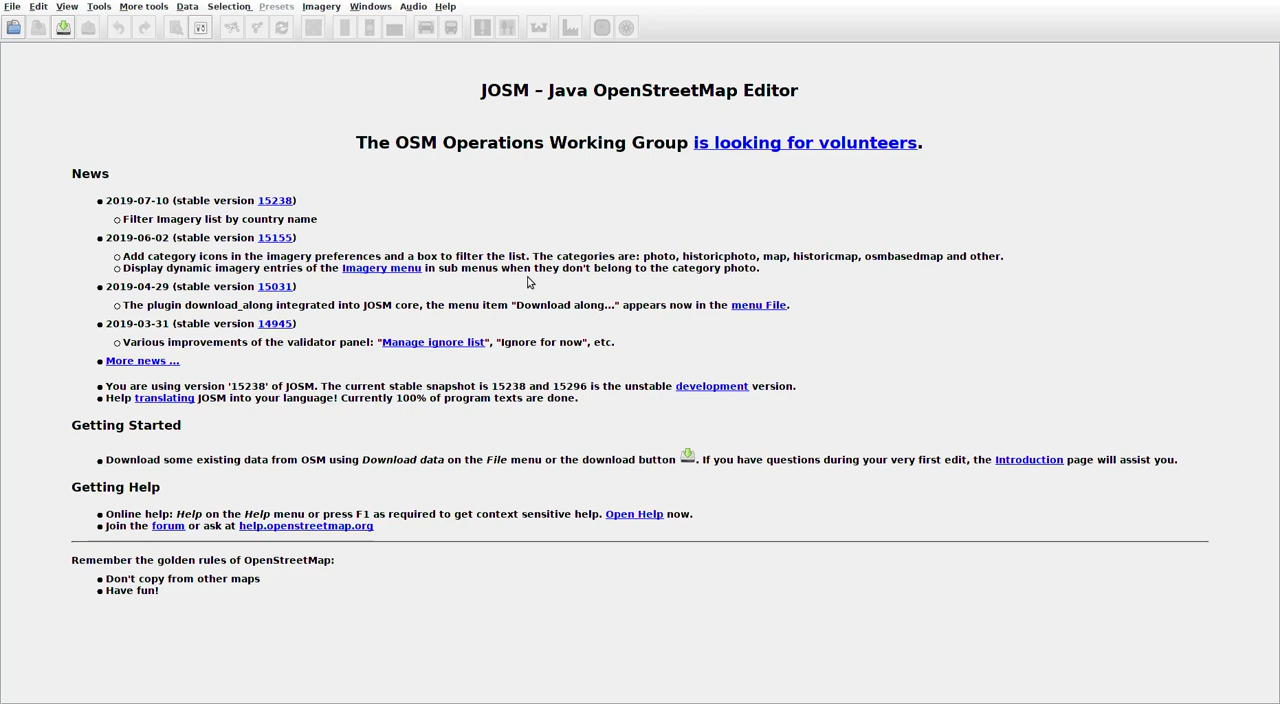 File Edit View Tools More tools Data Selection Presets Imagery Windows Audio Help
JOSM – Java OpenStreetMap Editor
The OSM Operations Working Group is looking for volunteers.
News
2019-07-10 (stable version 15238)
Filter Imagery list by country name
2019-06-02 (stable version 15155)
Add category icons in the imagery preferences and a box to filter the list. The categories are: photo, historicphoto, map, historicmap, osmbasedmap and other.
Display dynamic imagery entries of the Imagery menu in sub menus when they don't belong to the category photo.
2019-04-29 (stable version 15031)
The plugin download_along integrated into JOSM core, the menu item "Download along..." appears now in the menu File.
2019-03-31 (stable version 14945)
Various improvements of the validator panel: "Manage ignore list", "Ignore for now", etc.
More news ...
You are using version '15238' of JOSM. The current stable snapshot is 15238 and 15296 is the unstable development version.
Help translating JOSM into your language! Currently 100% of program texts are done.
Getting Started
Download some existing data from OSM using Download data on the File menu or the download button . If you have questions during your very first edit, the Introduction page will assist you.
Getting Help
Online help: Help on the Help menu or press F1 as required to get context sensitive help. Open Help now.
Join the forum or ask at help.openstreetmap.org
Remember the golden rules of OpenStreetMap:
Don't copy from other maps
Have fun!